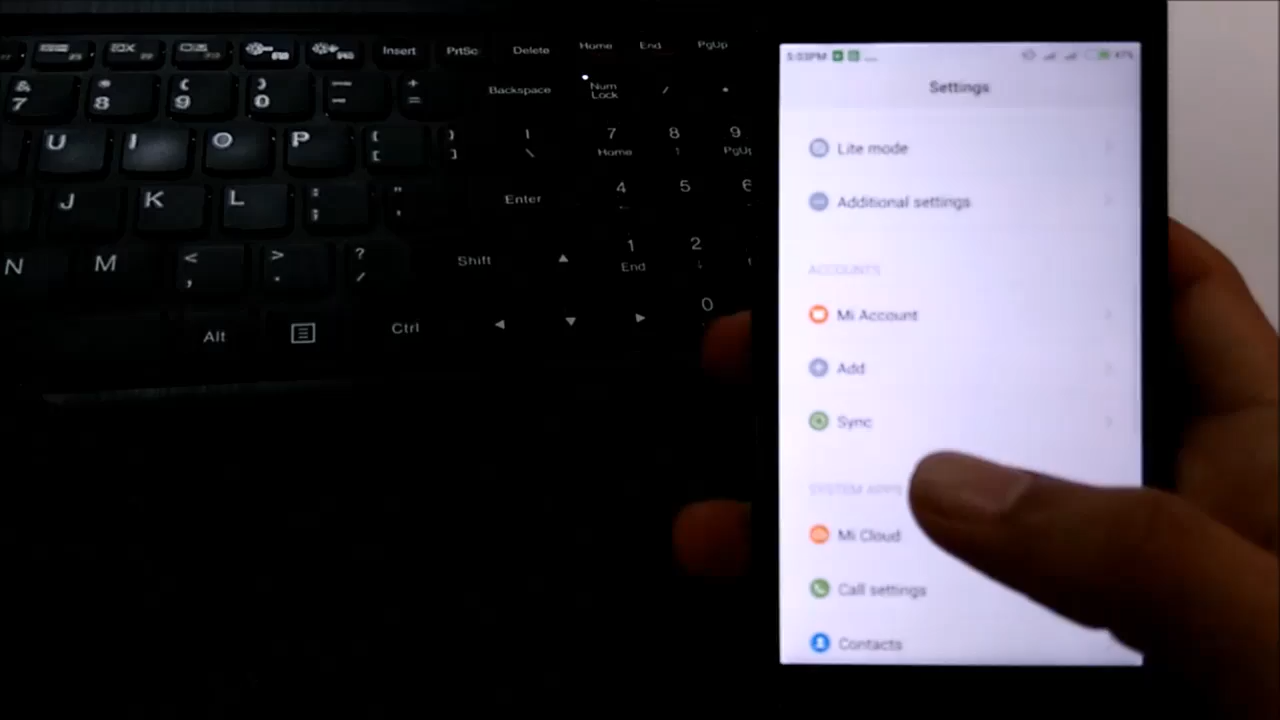 Insert PrtSc Delete Home End PgUp
& * ( ) — +
7 8 9 0 - =
Backspace Num Lock / *
U I O P { [ } ] | \ 7 Home 8 ↑ 9 PgUp
J K L : ; " ' Enter 4 ← 5 6
N M < , > . ? / Shift ▲ 1 End 2 ↓
Alt Ctrl ◄ ▼ ► 0
5:03PM 47%
Settings
Lite mode
Additional settings
ACCOUNTS
Mi Account
Add
Sync
SYSTEM APPS
Mi Cloud
Call settings
Contacts